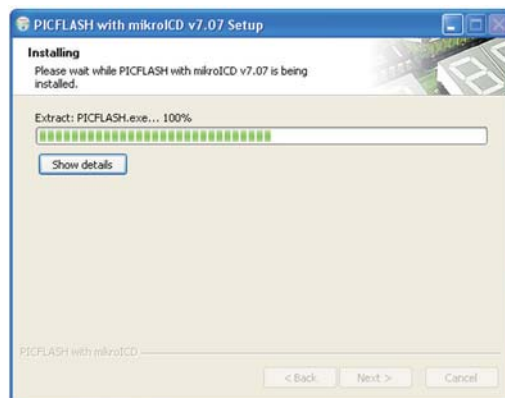 PICFLASH with mikroICD v7.07 Setup
Installing
Please wait while PICFLASH with mikroICD v7.07 is being
installed.
Extract: PICFLASH.exe... 100%
Show details
PICFLASH with mikroICD
< Back
Next >
Cancel